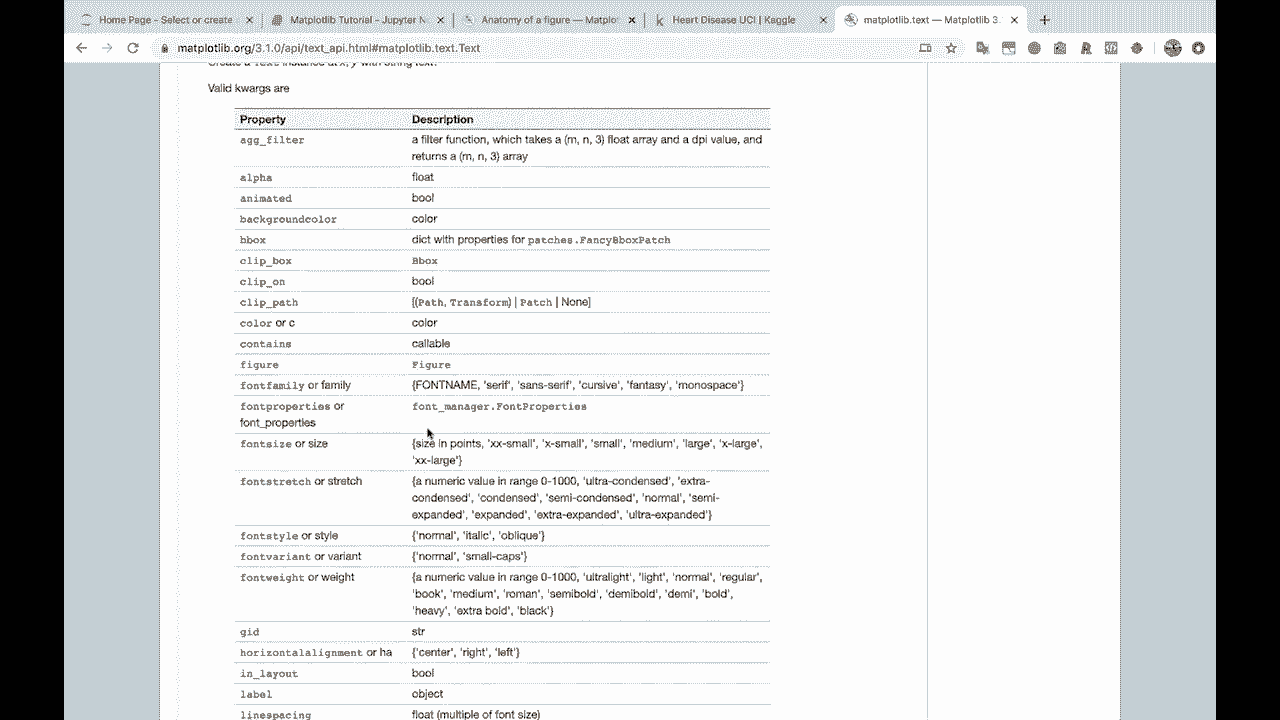 Home Page - Select or create
Matplotlib Tutorial - Jupyter N
Anatomy of a figure — Matplot
Heart Disease UCI | Kaggle
matplotlib.text — Matplotlib 3.
matplotlib.org/3.1.0/api/text_api.html#matplotlib.text.Text
Create a Text instance at x, y with string text.
Valid kwargs are
Property Description
agg_filter a filter function, which takes a (m, n, 3) float array and a dpi value, and
returns a (m, n, 3) array
alpha float
animated bool
backgroundcolor color
bbox dict with properties for patches.FancyBboxPatch
clip_box Bbox
clip_on bool
clip_path [(Path, Transform) | Patch | None]
color or c color
contains callable
figure Figure
fontfamily or family {FONTNAME, 'serif', 'sans-serif', 'cursive', 'fantasy', 'monospace'}
fontproperties or font_manager.FontProperties
font_properties
fontsize or size {size in points, 'xx-small', 'x-small', 'small', 'medium', 'large', 'x-large',
'xx-large'}
fontstretch or stretch {a numeric value in range 0-1000, 'ultra-condensed', 'extra-
condensed', 'condensed', 'semi-condensed', 'normal', 'semi-
expanded', 'expanded', 'extra-expanded', 'ultra-expanded'}
fontstyle or style {'normal', 'italic', 'oblique'}
fontvariant or variant {'normal', 'small-caps'}
fontweight or weight {a numeric value in range 0-1000, 'ultralight', 'light', 'normal', 'regular',
'book', 'medium', 'roman', 'semibold', 'demibold', 'demi', 'bold',
'heavy', 'extra bold', 'black'}
gid str
horizontalalignment or ha {'center', 'right', 'left'}
in_layout bool
label object
linespacing float (multiple of font size)